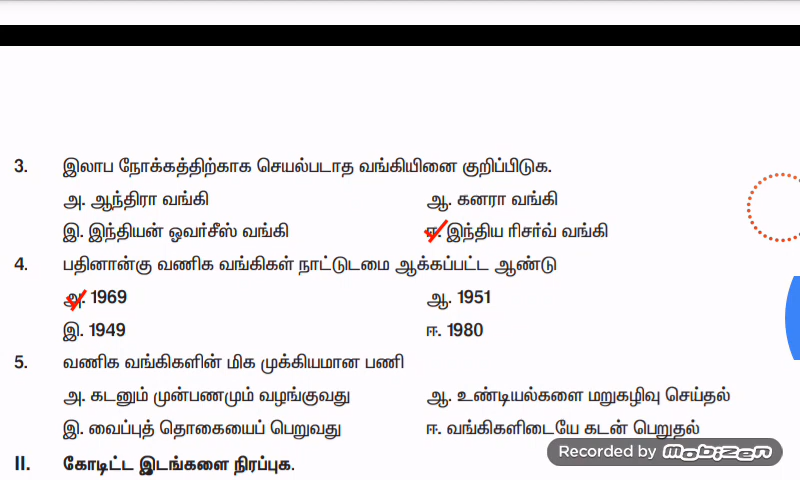 3. இலாப நோக்கத்திற்காக செயல்படாத வங்கியினை குறிப்பிடுக.
அ. ஆந்திரா வங்கி ஆ. கனரா வங்கி
இ. இந்தியன் ஓவர்சீஸ் வங்கி ஈ. இந்திய ரிசர்வ் வங்கி
4. பதினான்கு வணிக வங்கிகள் நாட்டுடமை ஆக்கப்பட்ட ஆண்டு
அ. 1969 ஆ. 1951
இ. 1949 ஈ. 1980
5. வணிக வங்கிகளின் மிக முக்கியமான பணி
அ. கடனும் முன்பணமும் வழங்குவது ஆ. உண்டியல்களை மறுகழிவு செய்தல்
இ. வைப்புத் தொகையைப் பெறுவது ஈ. வங்கிகளிடையே கடன் பெறுதல்
Recorded by mobizen
II. கோடிட்ட இடங்களை நிரப்புக.